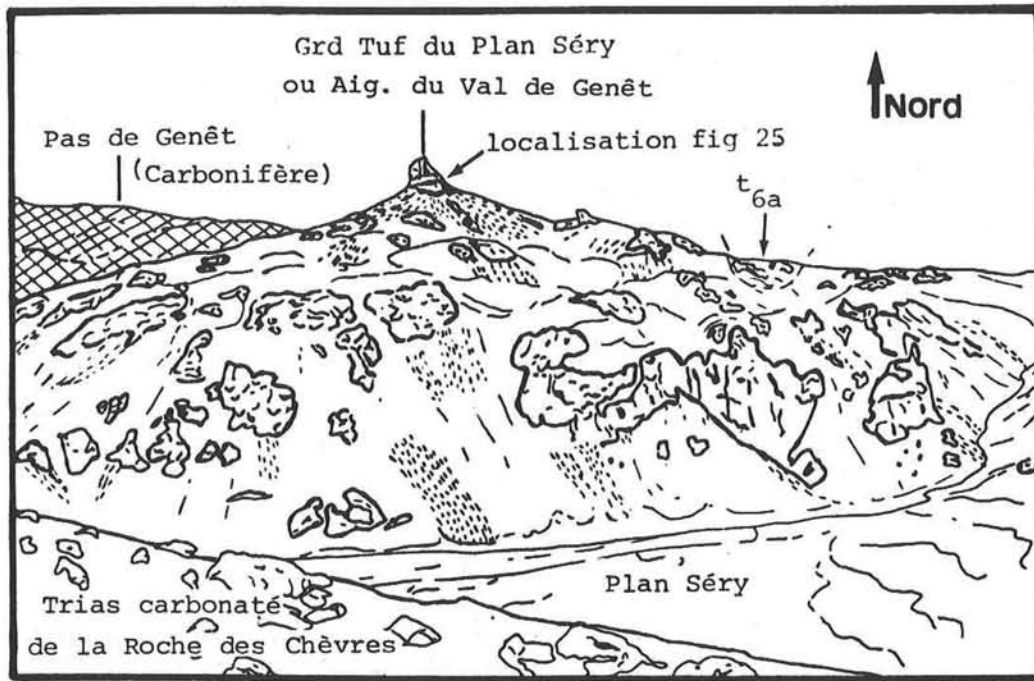 Grd Tuf du Plan Séry
ou Aig. du Val de Genêt
Nord
Pas de Genêt
(Carbonifère)
localisation fig 25
t6a
Plan Séry
Trias carbonaté
de la Roche des Chèvres